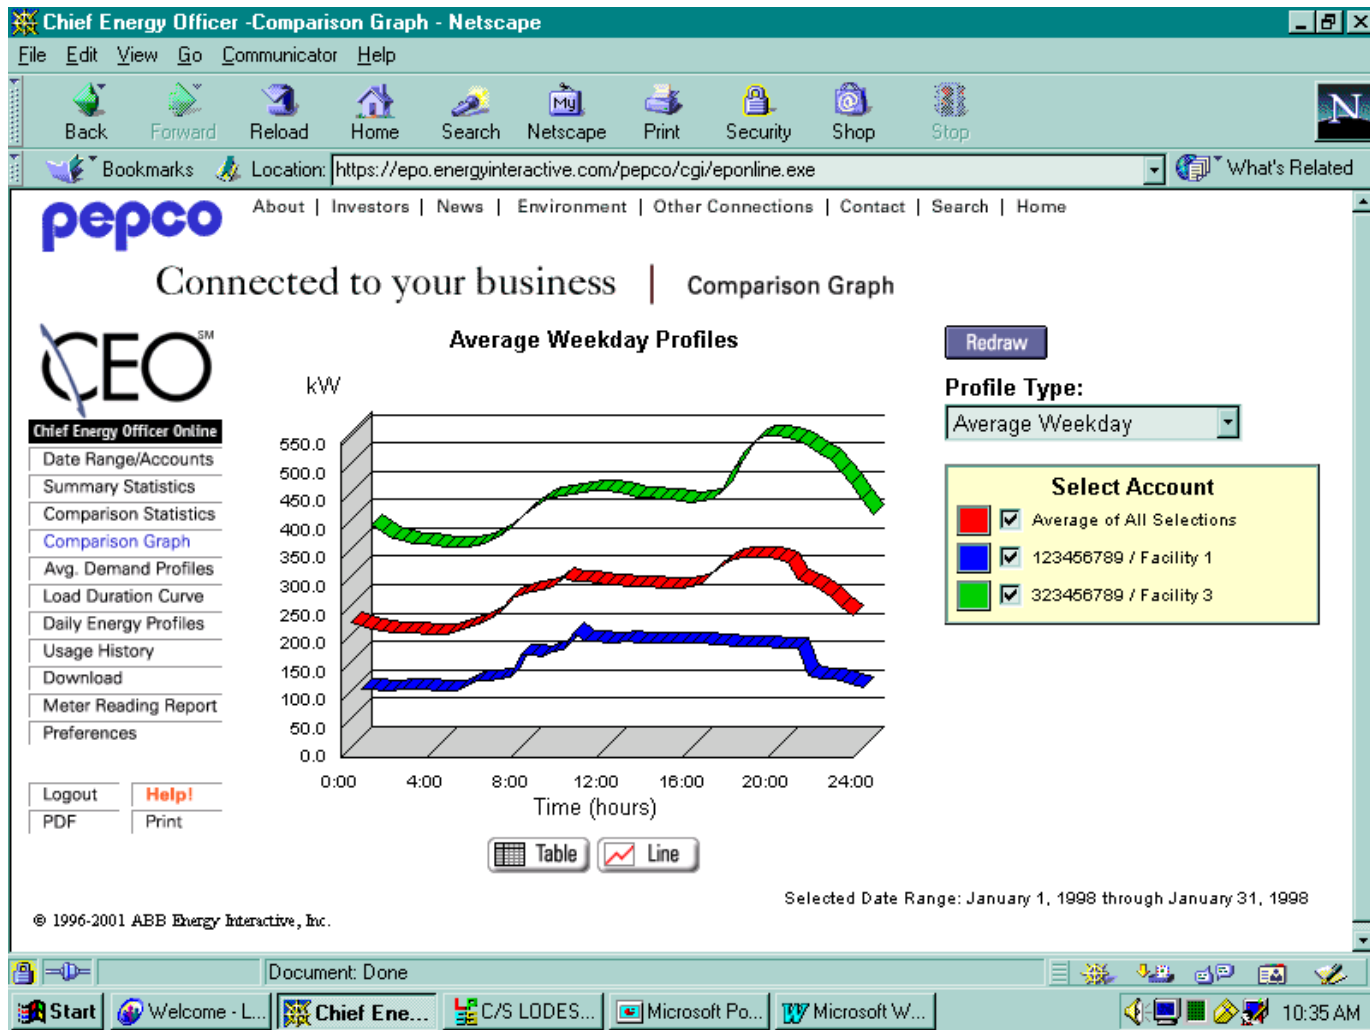 Chief Energy Officer -Comparison Graph - Netscape
File Edit View Go Communicator Help
Back Forward Reload Home Search Netscape Print Security Shop Stop
My
N
Bookmarks Location: https://epo.energyinteractive.com/pepco/cgi/eponline.exe What's Related
pepco
About | Investors | News | Environment | Other Connections | Contact | Search | Home
Connected to your business | Comparison Graph
CEO SM
Chief Energy Officer Online
Date Range/Accounts
Summary Statistics
Comparison Statistics
Comparison Graph
Avg. Demand Profiles
Load Duration Curve
Daily Energy Profiles
Usage History
Download
Meter Reading Report
Preferences
Logout Help!
PDF Print
Average Weekday Profiles
kW
550.0
500.0
450.0
400.0
350.0
300.0
250.0
200.0
150.0
100.0
50.0
0.0
0:00 4:00 8:00 12:00 16:00 20:00 24:00
Time (hours)
Table Line
Redraw
Profile Type:
Average Weekday
Select Account
Average of All Selections
123456789 / Facility 1
323456789 / Facility 3
Selected Date Range: January 1, 1998 through January 31, 1998
© 1996-2001 ABB Energy Interactive, Inc.
Document: Done
Start Welcome - L... Chief Ene... C/S LODES... Microsoft Po... Microsoft W... 10:35 AM